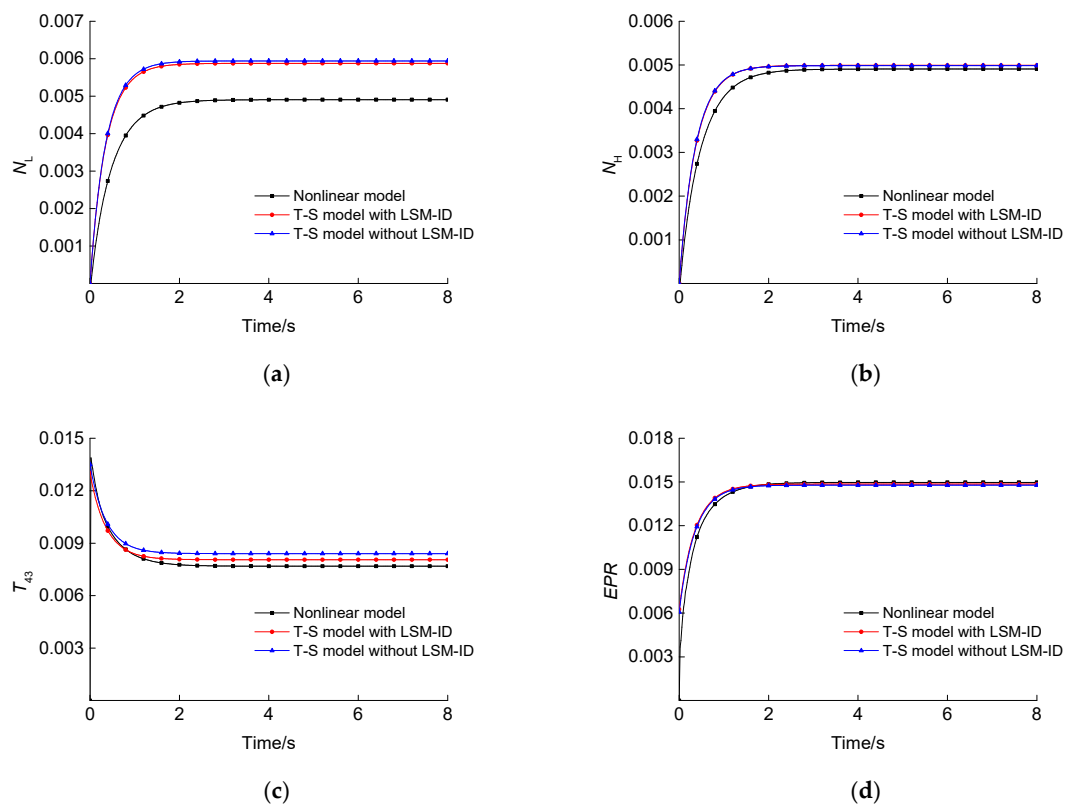 0.007
0.006
0.005
0.004
0.003
0.002
0.001
N_L
Nonlinear model
T-S model with LSM-ID
T-S model without LSM-ID
0 2 4 6 8
Time/s
(a)
0.006
0.005
0.004
0.003
0.002
0.001
N_H
Nonlinear model
T-S model with LSM-ID
T-S model without LSM-ID
0 2 4 6 8
Time/s
(b)
0.015
0.012
0.009
0.006
0.003
T_43
Nonlinear model
T-S model with LSM-ID
T-S model without LSM-ID
0 2 4 6 8
Time/s
(c)
0.018
0.015
0.012
0.009
0.006
0.003
EPR
Nonlinear model
T-S model with LSM-ID
T-S model without LSM-ID
0 2 4 6 8
Time/s
(d)